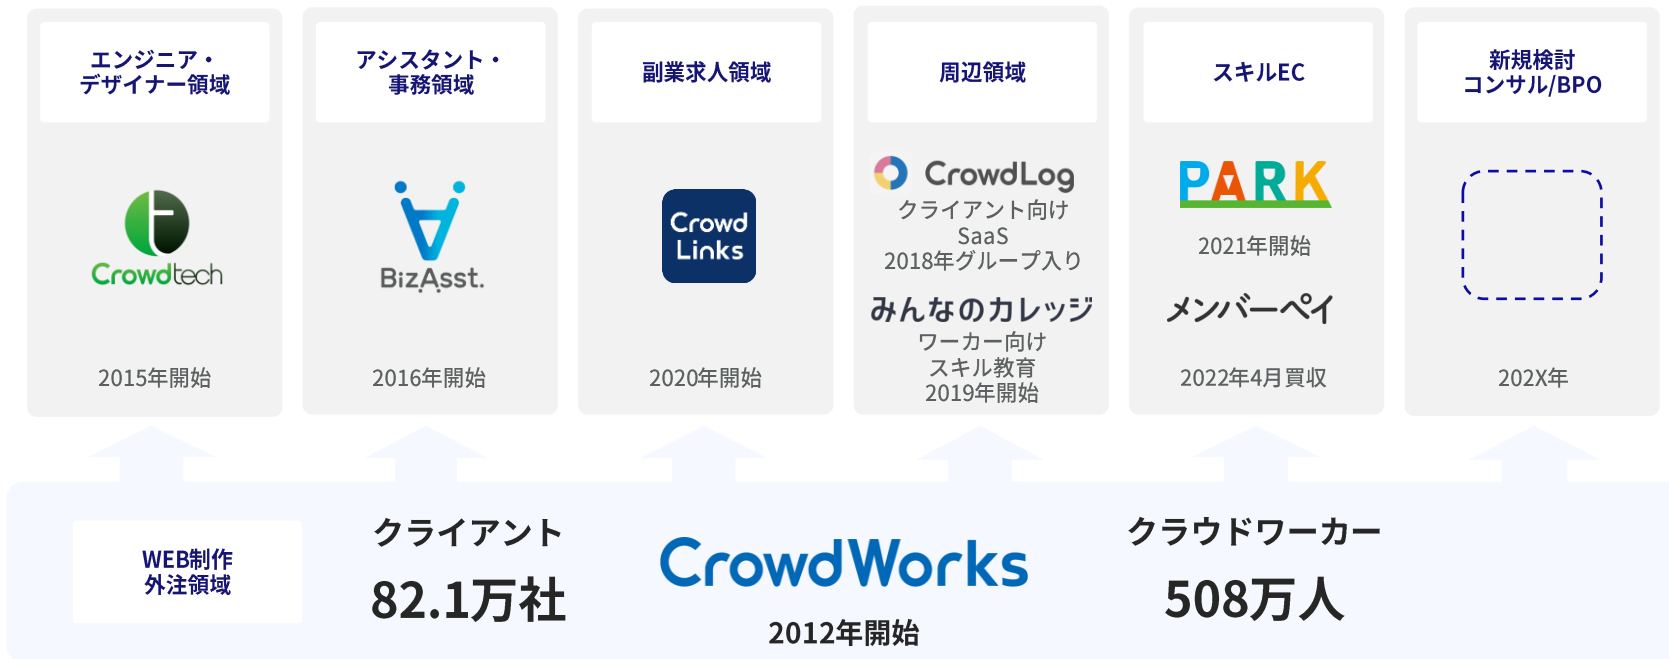 エンジニア・
デザイナー領域
Crowdtech
2015年開始
アシスタント・
事務領域
BizAsst.
2016年開始
副業求人領域
Crowd
Links
2020年開始
周辺領域
CrowdLog
クライアント向け
SaaS
2018年グループ入り
みんなのカレッジ
ワーカー向け
スキル教育
2019年開始
スキルEC
PARK
2021年開始
メンバーペイ
2022年4月買収
新規検討
コンサル/BPO
202X年
WEB制作
外注領域
クライアント
82.1万社
CrowdWorks
2012年開始
クラウドワーカー
508万人